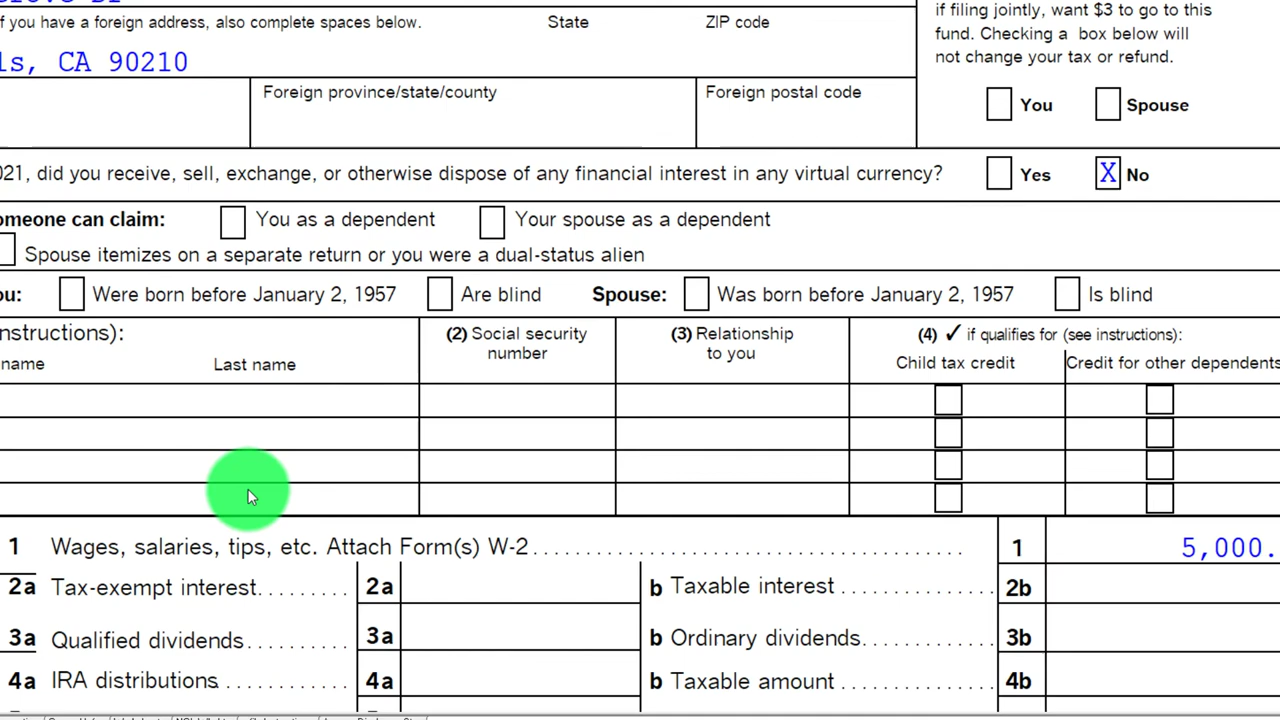 if filing jointly, want $3 to go to this
f you have a foreign address, also complete spaces below. State ZIP code
fund. Checking a box below will
ls, CA 90210
not change your tax or refund.
Foreign province/state/county Foreign postal code
You Spouse
021, did you receive, sell, exchange, or otherwise dispose of any financial interest in any virtual currency? Yes X No
omeone can claim: You as a dependent Your spouse as a dependent
Spouse itemizes on a separate return or you were a dual-status alien
ou: Were born before January 2, 1957 Are blind Spouse: Was born before January 2, 1957 Is blind
nstructions): (2) Social security (3) Relationship (4) ✓ if qualifies for (see instructions):
number to you
name Last name Child tax credit Credit for other dependents
1 Wages, salaries, tips, etc. Attach Form(s) W-2 1 5,000.
2a Tax-exempt interest 2a b Taxable interest 2b
3a Qualified dividends 3a b Ordinary dividends 3b
4a IRA distributions 4a b Taxable amount 4b